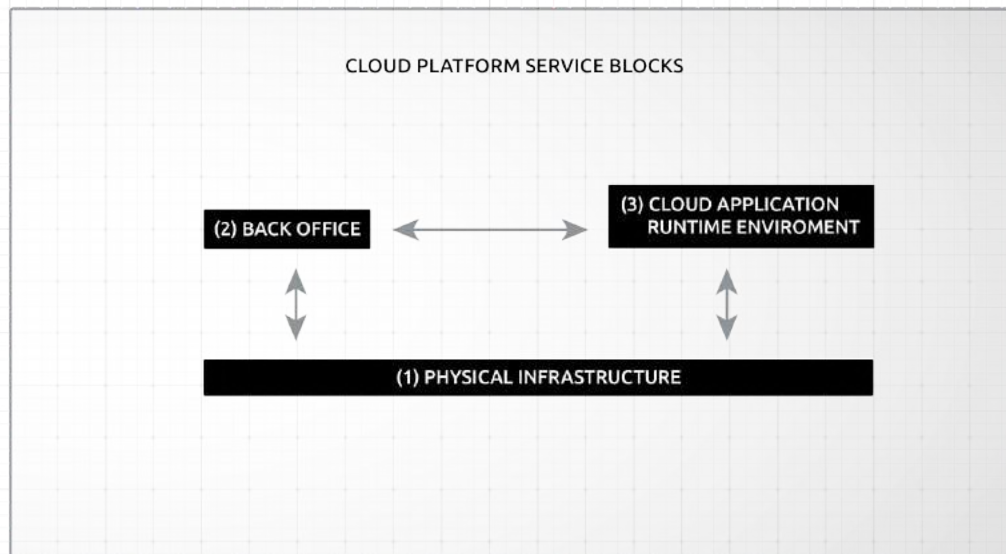 CLOUD PLATFORM SERVICE BLOCKS
(2) BACK OFFICE
(3) CLOUD APPLICATION
RUNTIME ENVIROMENT
(1) PHYSICAL INFRASTRUCTURE